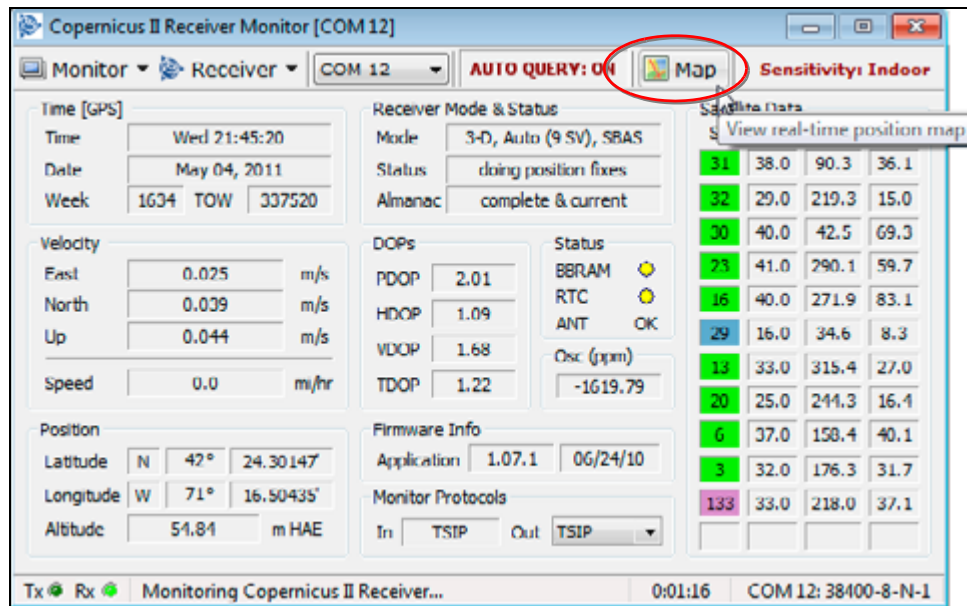 Copernicus II Receiver Monitor [COM 12]
Monitor Receiver COM 12 AUTO QUERY: ON Map Sensitivity: Indoor
View real-time position map
Time [GPS]
Time Wed 21:45:20
Date May 04, 2011
Week 1634 TOW 337520
Receiver Mode & Status
Mode 3-D, Auto (9 SV), SBAS
Status doing position fixes
Almanac complete & current
Velocity
East 0.025 m/s
North 0.039 m/s
Up 0.044 m/s
Speed 0.0 mi/hr
DOPs
PDOP 2.01
HDOP 1.09
VDOP 1.68
TDOP 1.22
Status
BBRAM
RTC
ANT OK
Osc (ppm)
-1619.79
Position
Latitude N 42° 24.30147'
Longitude W 71° 16.50435'
Altitude 54.84 m HAE
Firmware Info
Application 1.07.1 06/24/10
Monitor Protocols
In TSIP Out TSIP
Satellite Data
31 38.0 90.3 36.1
32 29.0 219.3 15.0
30 40.0 42.5 69.3
23 41.0 290.1 59.7
16 40.0 271.9 83.1
29 16.0 34.6 8.3
13 33.0 315.4 27.0
20 25.0 244.3 16.4
6 37.0 158.4 40.1
3 32.0 176.3 31.7
133 33.0 218.0 37.1
Tx Rx Monitoring Copernicus II Receiver... 0:01:16 COM 12: 38400-8-N-1